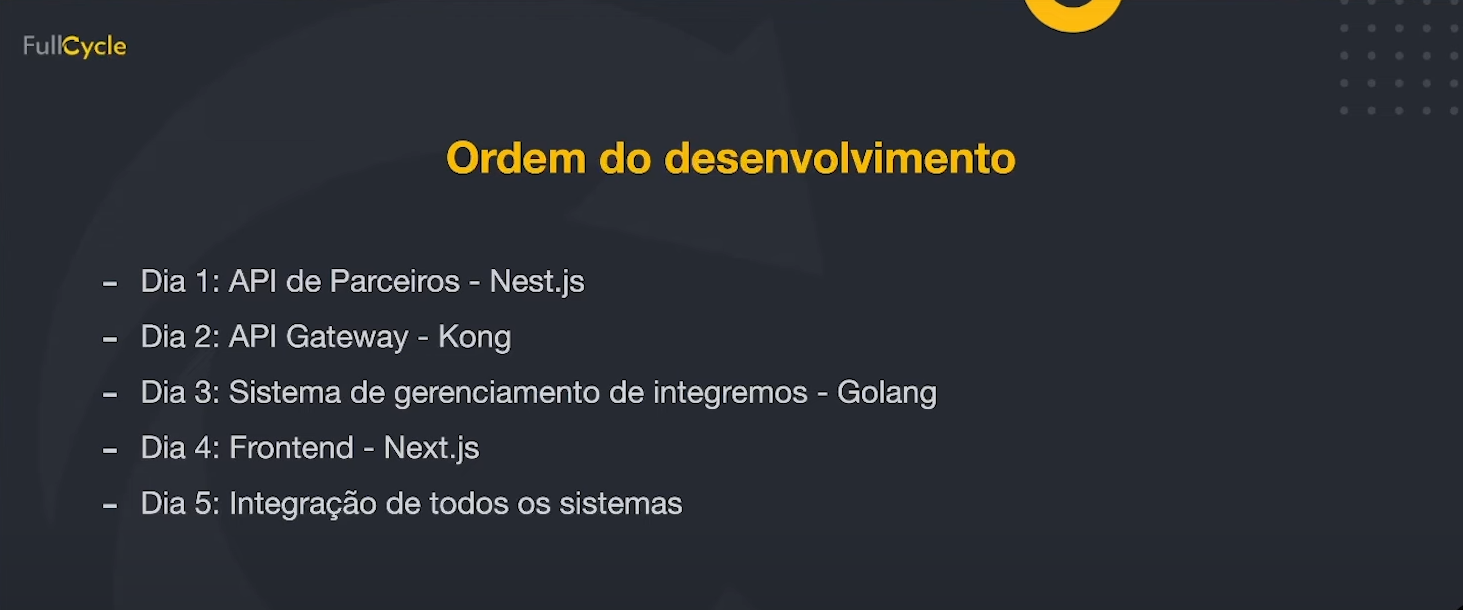 FullCycle
Ordem do desenvolvimento
- Dia 1: API de Parceiros - Nest.js
- Dia 2: API Gateway - Kong
- Dia 3: Sistema de gerenciamento de integremos - Golang
- Dia 4: Frontend - Next.js
- Dia 5: Integração de todos os sistemas